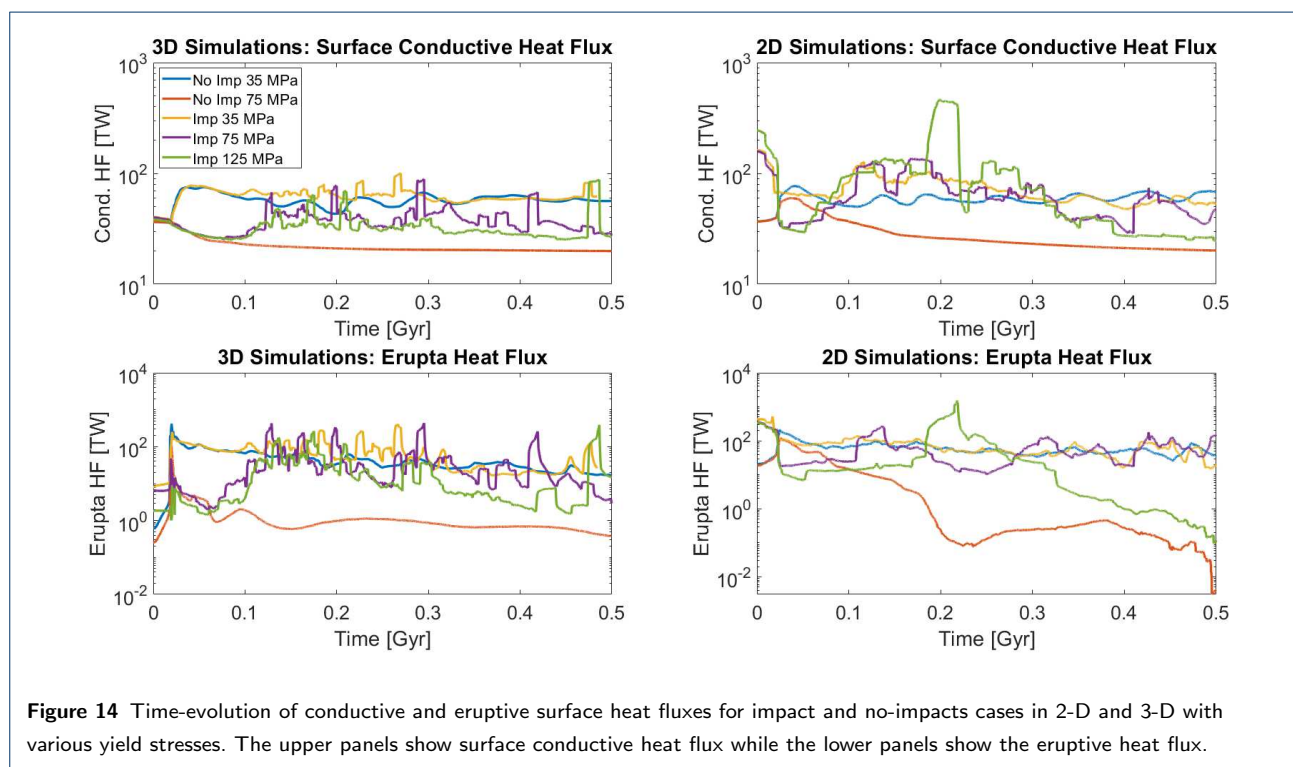 3D Simulations: Surface Conductive Heat Flux
10^3
10^2
10^1
Cond. HF [TW]
No Imp 35 MPa
No Imp 75 MPa
Imp 35 MPa
Imp 75 MPa
Imp 125 MPa
0 0.1 0.2 0.3 0.4 0.5
Time [Gyr]
2D Simulations: Surface Conductive Heat Flux
10^3
10^2
10^1
Cond. HF [TW]
0 0.1 0.2 0.3 0.4 0.5
Time [Gyr]
3D Simulations: Erupta Heat Flux
10^4
10^2
10^0
10^-2
Erupta HF [TW]
0 0.1 0.2 0.3 0.4 0.5
Time [Gyr]
2D Simulations: Erupta Heat Flux
10^4
10^2
10^0
10^-2
Erupta HF [TW]
0 0.1 0.2 0.3 0.4 0.5
Time [Gyr]
Figure 14 Time-evolution of conductive and eruptive surface heat fluxes for impact and no-impacts cases in 2-D and 3-D with
various yield stresses. The upper panels show surface conductive heat flux while the lower panels show the eruptive heat flux.